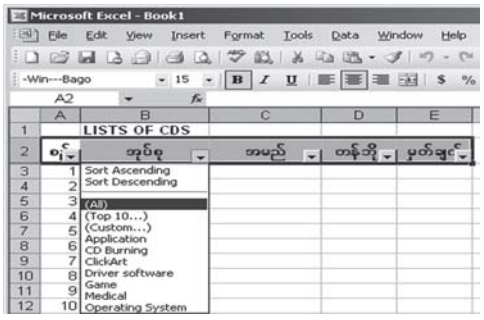 Microsoft Excel - Book1
File Edit View Insert Format Tools Data Window Help
-Win---Bago 15 B I U $ %
A2 fx
A B C D E
1 LISTS OF CDS
2 စဉ် အုပ်စု အမည် တန်ဘိုး မှတ်ချက်
3 1 Sort Ascending
4 2 Sort Descending
5 3 (All)
6 4 (Top 10...)
7 5 (Custom...)
8 6 Application
CD Burning
9 7 ClickArt
10 8 Driver software
11 9 Game
Medical
12 10 Operating System